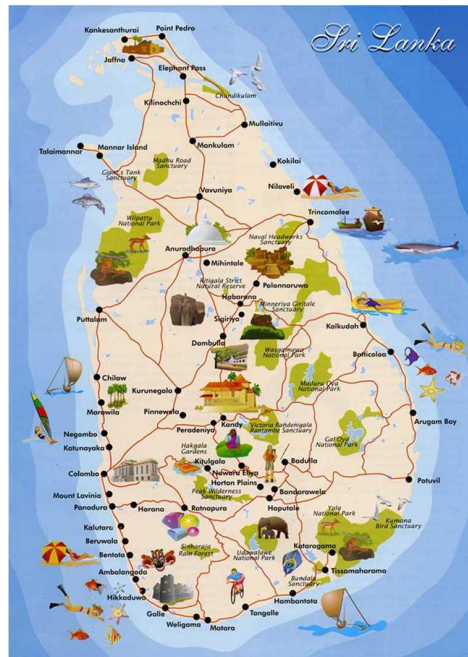 Sri Lanka
Kankesanthurai
Point Pedro
Jaffna
Elephant Pass
Chundikulam
Kilinochchi
Mullaitivu
Mankulam
Talaimannar
Mannar Island
Kokilai
Madhu Road
Sanctuary
Giant's Tank
Sanctuary
Vavuniya
Nilaveli
Trincomalee
Wilpattu
National Park
Naval Headworks
Sanctuary
Anuradhapura
Mihintale
Ritigala Strict
Natural Reserve
Polonnaruwa
Habarana
Minneriya Giritale
Sanctuary
Puttalam
Sigiriya
Kalkudah
Dambulla
Wasgamuwa
National Park
Batticaloa
Chilaw
Kurunegala
Maduru Oya
National Park
Marawila
Pinnewala
Arugam Bay
Kandy
Peradeniya
Victoria Randenigala
Rantambe Sanctuary
Negombo
Katunayaka
Hakgala
Gardens
Gal Oya
National Park
Kitulgala
Badulla
Colombo
Nuwara Eliya
Horton Plains
Potuvil
Mount Lavinia
Peak Wilderness
Sanctuary
Bandarawela
Panadura
Horana
Ratnapura
Haputale
Yala
National Park
Kumana
Bird Sanctuary
Kalutara
Beruwala
Sinharaja
Rain Forest
Udawalawe
National Park
Kataragama
Bentota
Tissamaharama
Ambalangoda
Bundala
Sanctuary
Hikkaduwa
Hambantota
Galle
Tangalle
Weligama
Matara